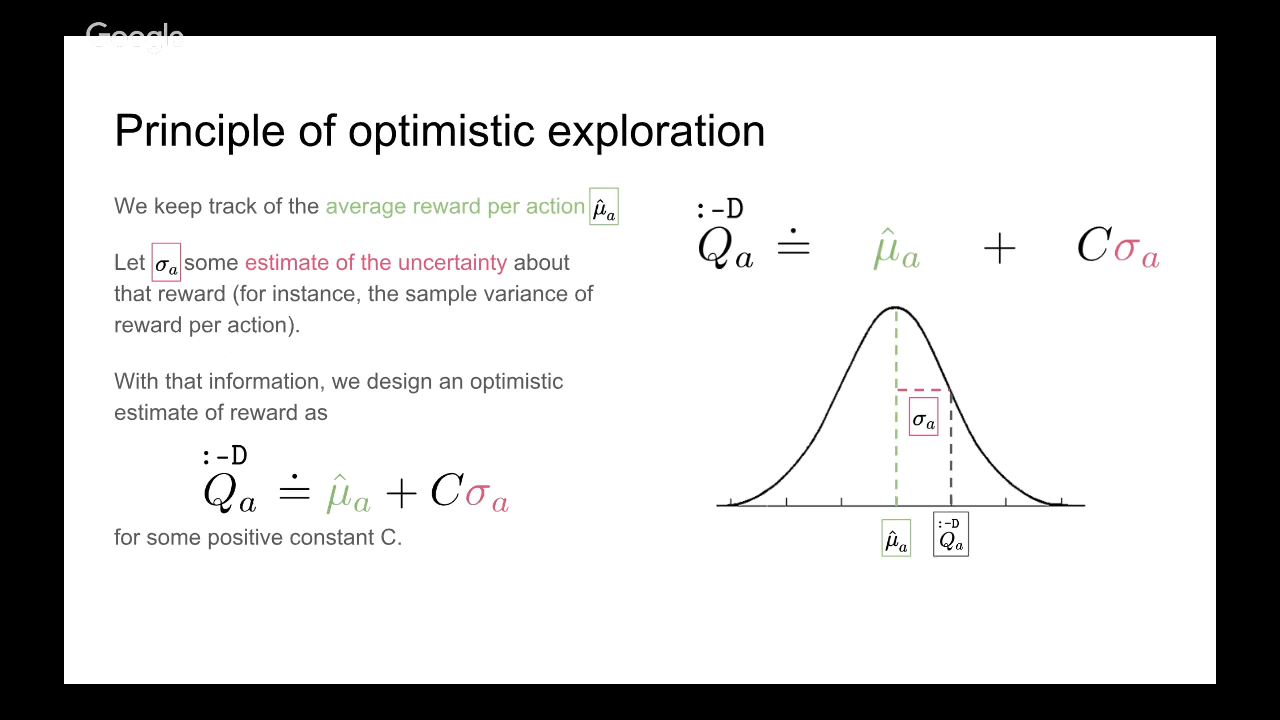 Google
Principle of optimistic exploration
We keep track of the average reward per action μ̂ₐ
Let σₐ some estimate of the uncertainty about
that reward (for instance, the sample variance of
reward per action).
With that information, we design an optimistic
estimate of reward as
:-D
Qₐ ≐ μ̂ₐ + Cσₐ
for some positive constant C.
:-D
Qₐ ≐ μ̂ₐ + Cσₐ
σₐ
:-D
μ̂ₐ Qₐ